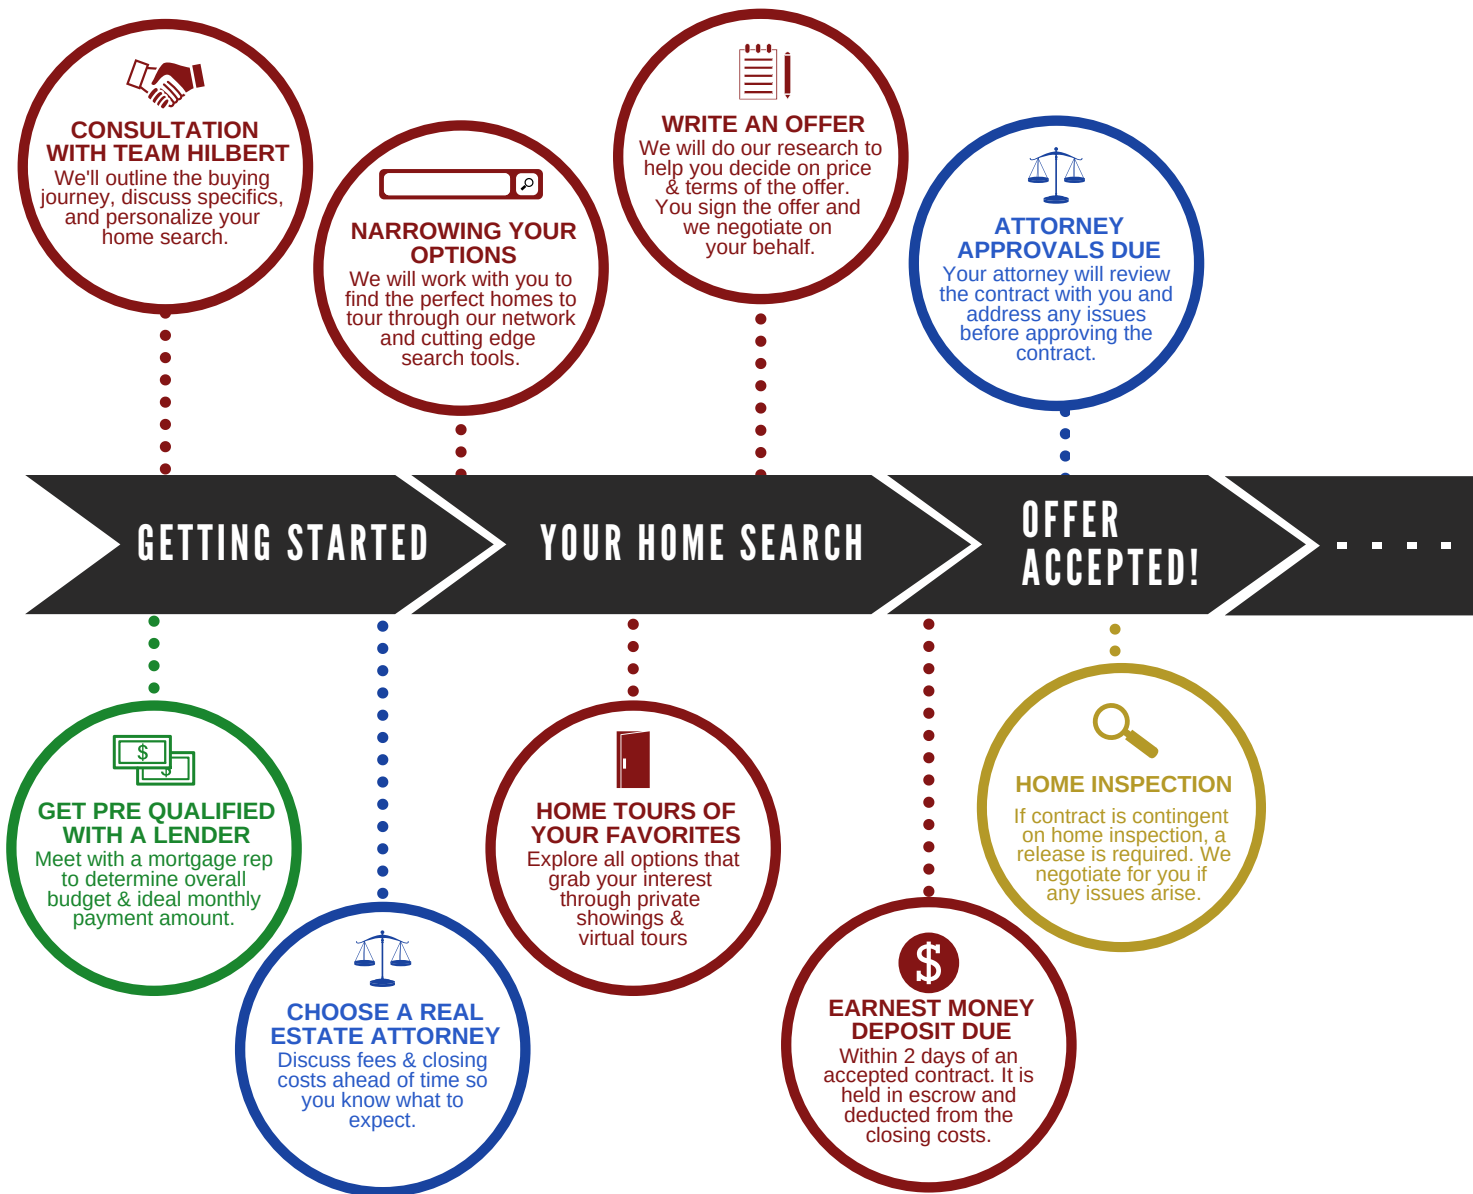 CONSULTATION
WITH TEAM HILBERT
We'll outline the buying
journey, discuss specifics,
and personalize your
home search.
NARROWING YOUR
OPTIONS
We will work with you to
find the perfect homes to
tour through our network
and cutting edge
search tools.
WRITE AN OFFER
We will do our research to
help you decide on price
& terms of the offer.
You sign the offer and
we negotiate on
your behalf.
ATTORNEY
APPROVALS DUE
Your attorney will review
the contract with you and
address any issues
before approving the
contract.
GETTING STARTED
YOUR HOME SEARCH
OFFER
ACCEPTED!
$
$
GET PRE QUALIFIED
WITH A LENDER
Meet with a mortgage rep
to determine overall
budget & ideal monthly
payment amount.
CHOOSE A REAL
ESTATE ATTORNEY
Discuss fees & closing
costs ahead of time so
you know what to
expect.
HOME TOURS OF
YOUR FAVORITES
Explore all options that
grab your interest
through private
showings &
virtual tours
$
EARNEST MONEY
DEPOSIT DUE
Within 2 days of an
accepted contract. It is
held in escrow and
deducted from the
closing costs.
HOME INSPECTION
If contract is contingent
on home inspection, a
release is required. We
negotiate for you if
any issues arise.